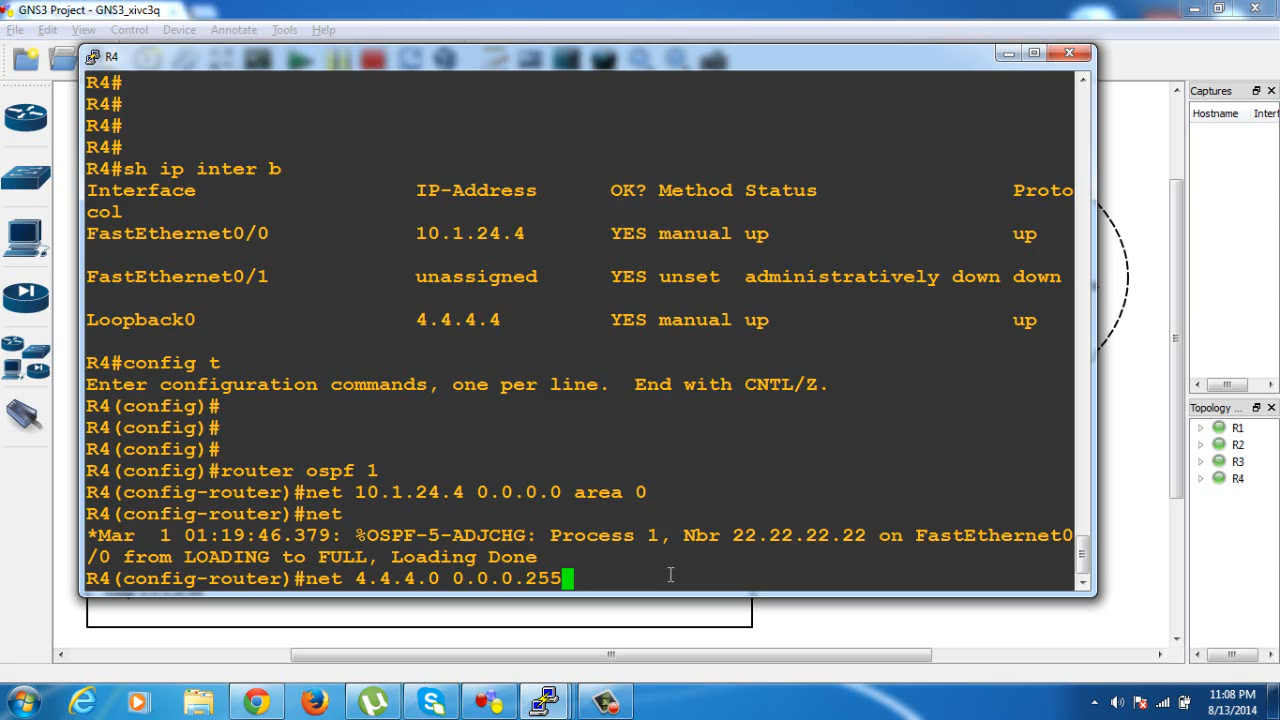 GNS3 Project - GNS3_xivc3q
File Edit View Control Device Annotate Tools Help
R4
R4#
R4#
R4#
R4#
R4#sh ip inter b
Interface IP-Address OK? Method Status Proto
col
FastEthernet0/0 10.1.24.4 YES manual up up
FastEthernet0/1 unassigned YES unset administratively down down
Loopback0 4.4.4.4 YES manual up up
R4#config t
Enter configuration commands, one per line. End with CNTL/Z.
R4(config)#
R4(config)#
R4(config)#
R4(config)#router ospf 1
R4(config-router)#net 10.1.24.4 0.0.0.0 area 0
R4(config-router)#net
*Mar 1 01:19:46.379: %OSPF-5-ADJCHG: Process 1, Nbr 22.22.22.22 on FastEthernet0
/0 from LOADING to FULL, Loading Done
R4(config-router)#net 4.4.4.0 0.0.0.255
Captures
Hostname Interf
Topology ...
R1
R2
R3
R4
11:08 PM
8/13/2014